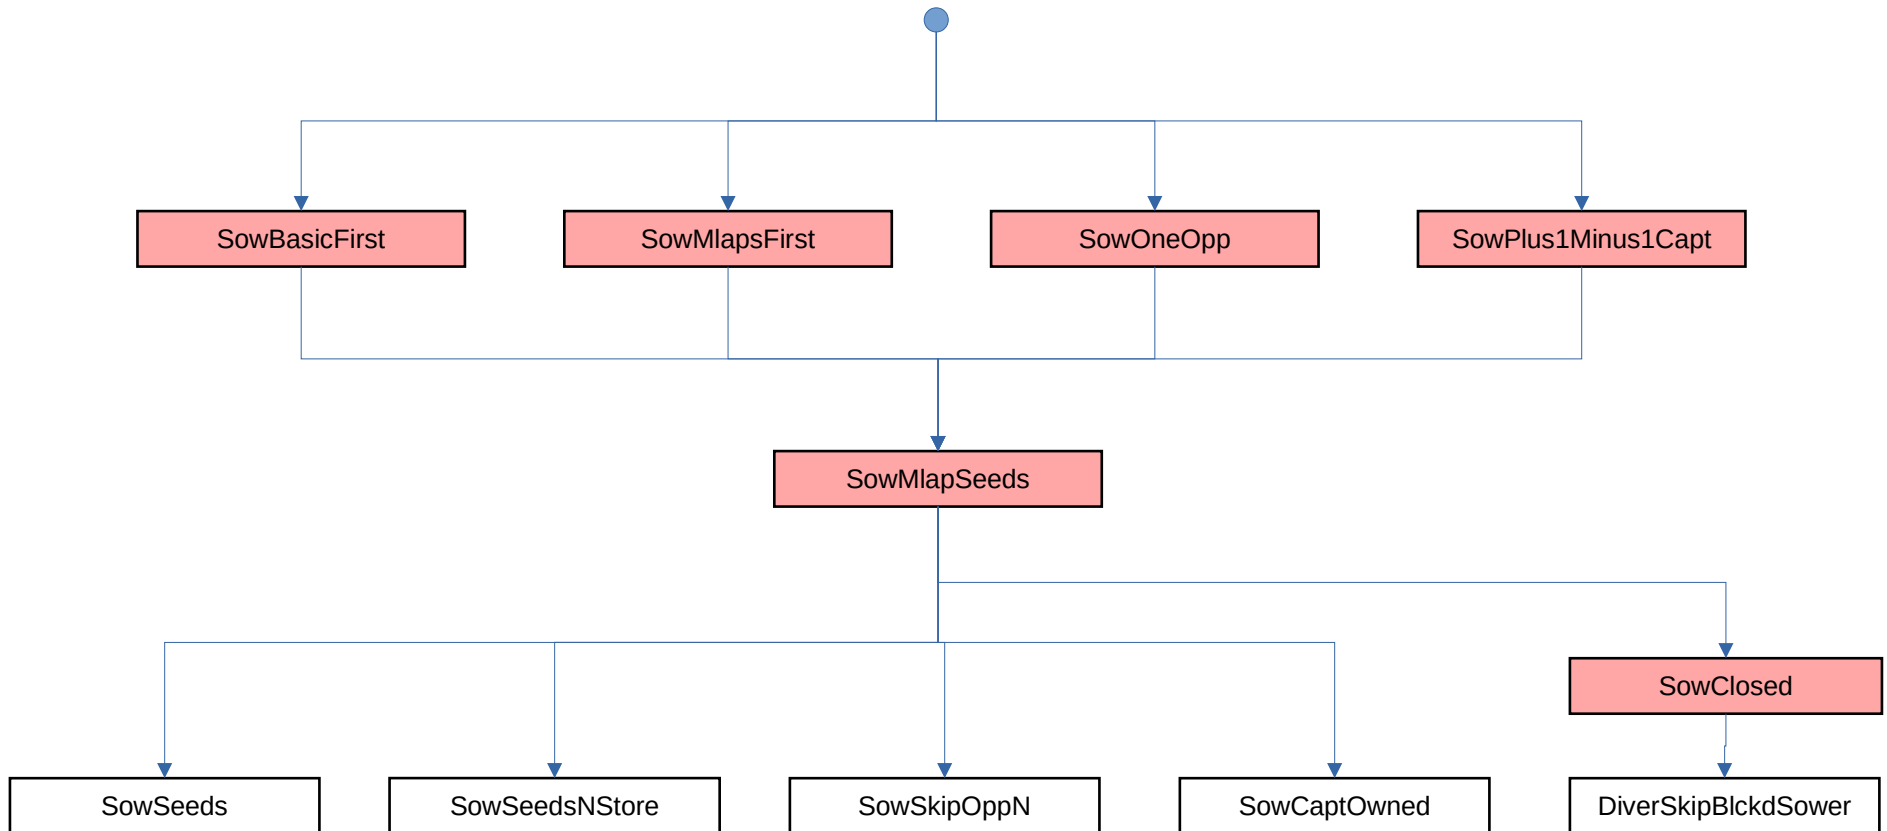 SowBasicFirst
SowMlapsFirst
SowOneOpp
SowPlus1Minus1Capt
SowMlapSeeds
SowClosed
SowSeeds
SowSeedsNStore
SowSkipOppN
SowCaptOwned
DiverSkipBlckdSower